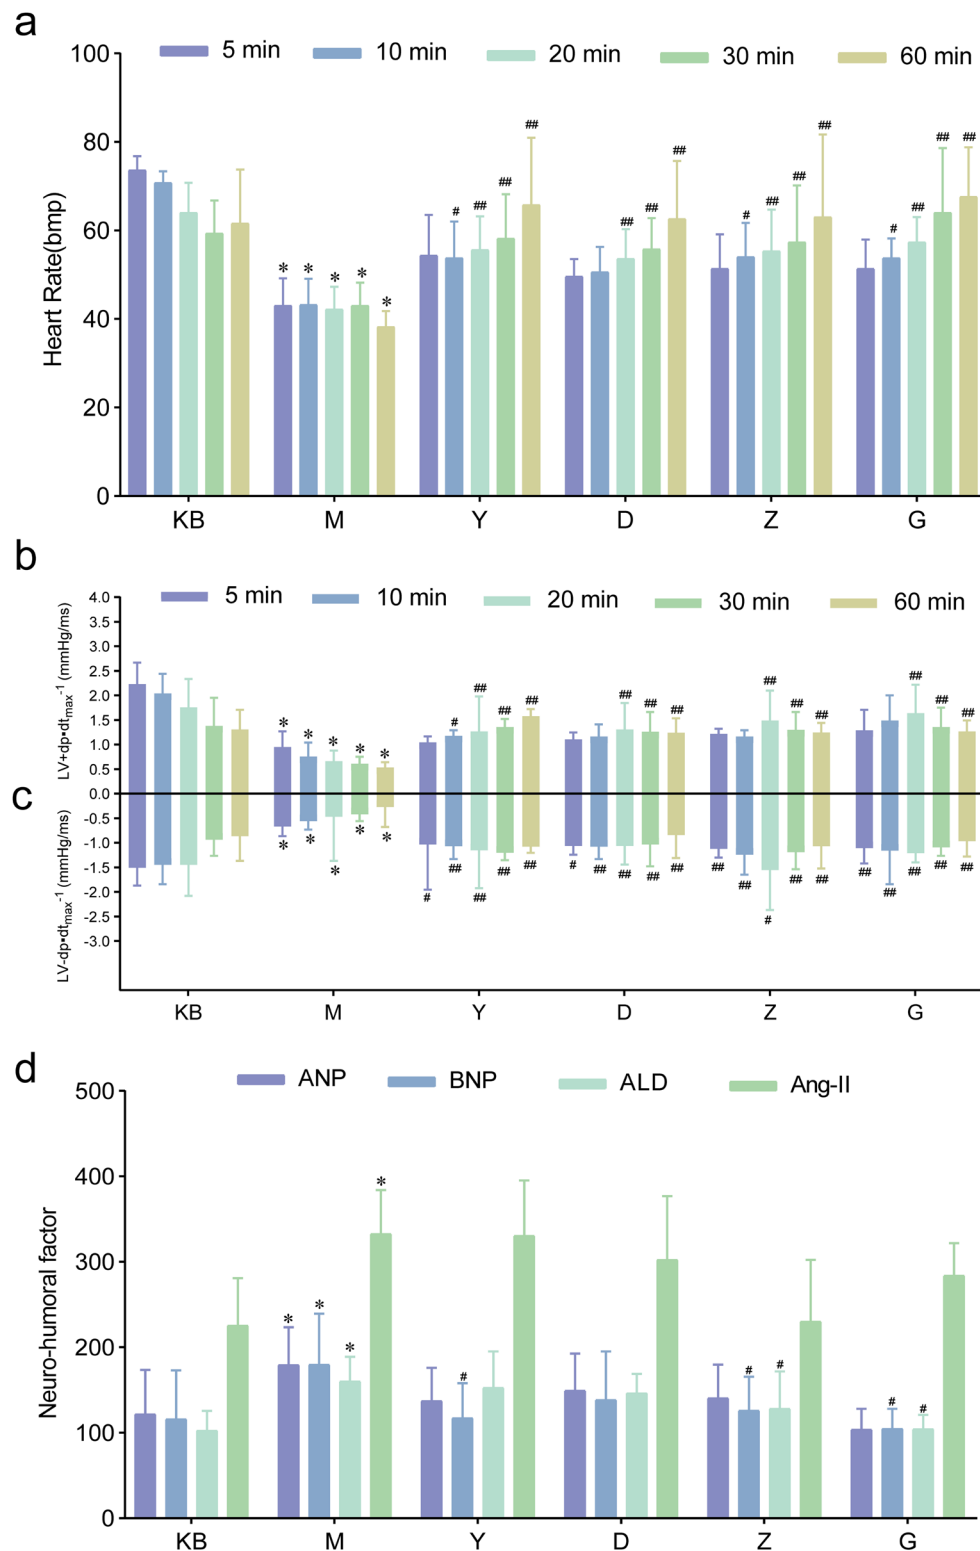 a
5 min 10 min 20 min 30 min 60 min
100
80
60
40
20
0
Heart Rate(bmp)
* * * * *
# ## ## ##
## ## ##
# ## ## ##
# ## ## ##
KB M Y D Z G
b
5 min 10 min 20 min 30 min 60 min
4.0
3.5
3.0
2.5
2.0
1.5
1.0
0.5
0.0
-0.5
-1.0
-1.5
-2.0
-2.5
-3.0
LV+dp•dtmax-1 (mmHg/ms)
c
LV-dp•dtmax-1 (mmHg/ms)
* * * * *
# ## ## ##
## ## ##
## ## ##
## ## ##
* * * * *
# ## ## ## ##
# ## ## ## ##
## ## # ## ##
## ## ## ## ##
KB M Y D Z G
d
ANP BNP ALD Ang-II
500
400
300
200
100
0
Neuro-humoral factor
* * * *
#
# #
# #
KB M Y D Z G